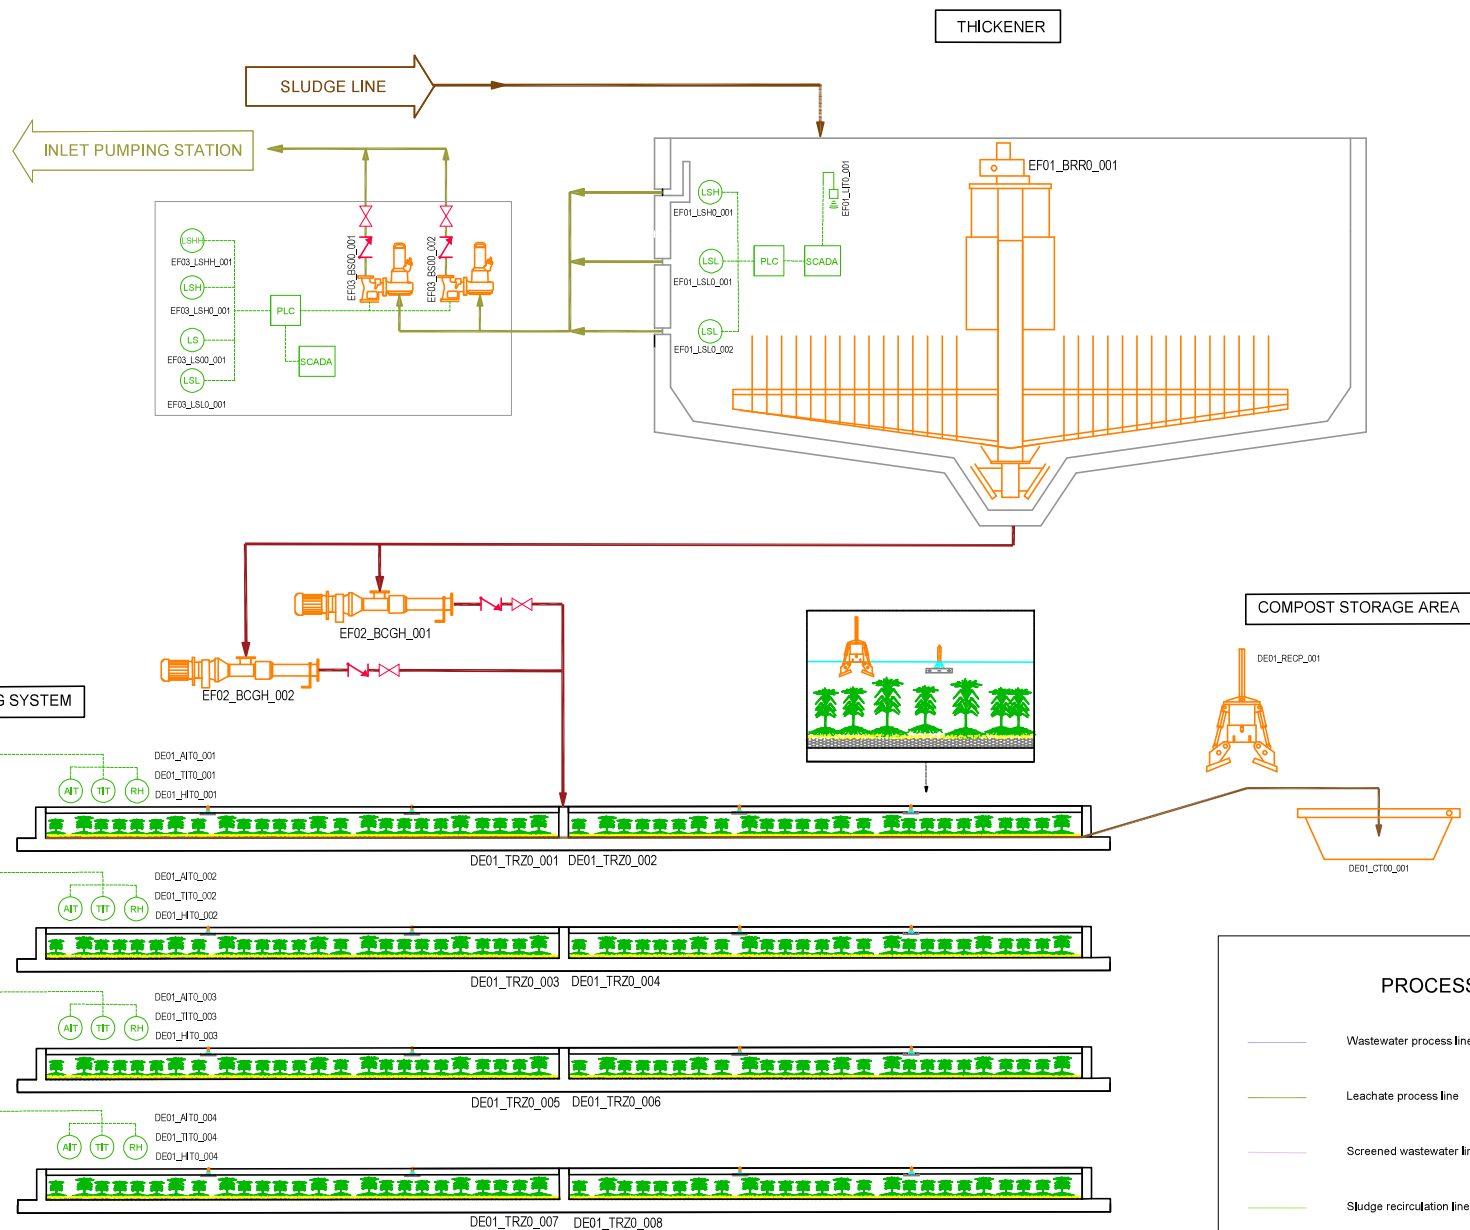 THICKENER
SLUDGE LINE
INLET PUMPING STATION
EF01_BRR0_001
EF01_LIT0_001
LSH
EF01_LSH0_001
LSL
EF01_LSL0_001
PLC
SCADA
LSL
EF01_LSL0_002
EF03_BS00_001
EF03_BS00_002
LSHH
EF03_LSHH_001
LSH
EF03_LSH0_001
PLC
LS
EF03_LS00_001
SCADA
LSL
EF03_LSL0_001
EF02_BCGH_001
EF02_BCGH_002
COMPOST STORAGE AREA
DE01_RECP_001
G SYSTEM
DE01_AIT0_001
DE01_TIT0_001
DE01_HIT0_001
AIT
TIT
RH
DE01_TRZ0_001
DE01_TRZ0_002
DE01_CT00_001
DE01_AIT0_002
DE01_TIT0_002
DE01_HIT0_002
AIT
TIT
RH
DE01_TRZ0_003
DE01_TRZ0_004
DE01_AIT0_003
DE01_TIT0_003
DE01_HIT0_003
AIT
TIT
RH
DE01_TRZ0_005
DE01_TRZ0_006
DE01_AIT0_004
DE01_TIT0_004
DE01_HIT0_004
AIT
TIT
RH
DE01_TRZ0_007
DE01_TRZ0_008
PROCESS
Wastewater process line
Leachate process line
Screened wastewater lin
Sludge recirculation line